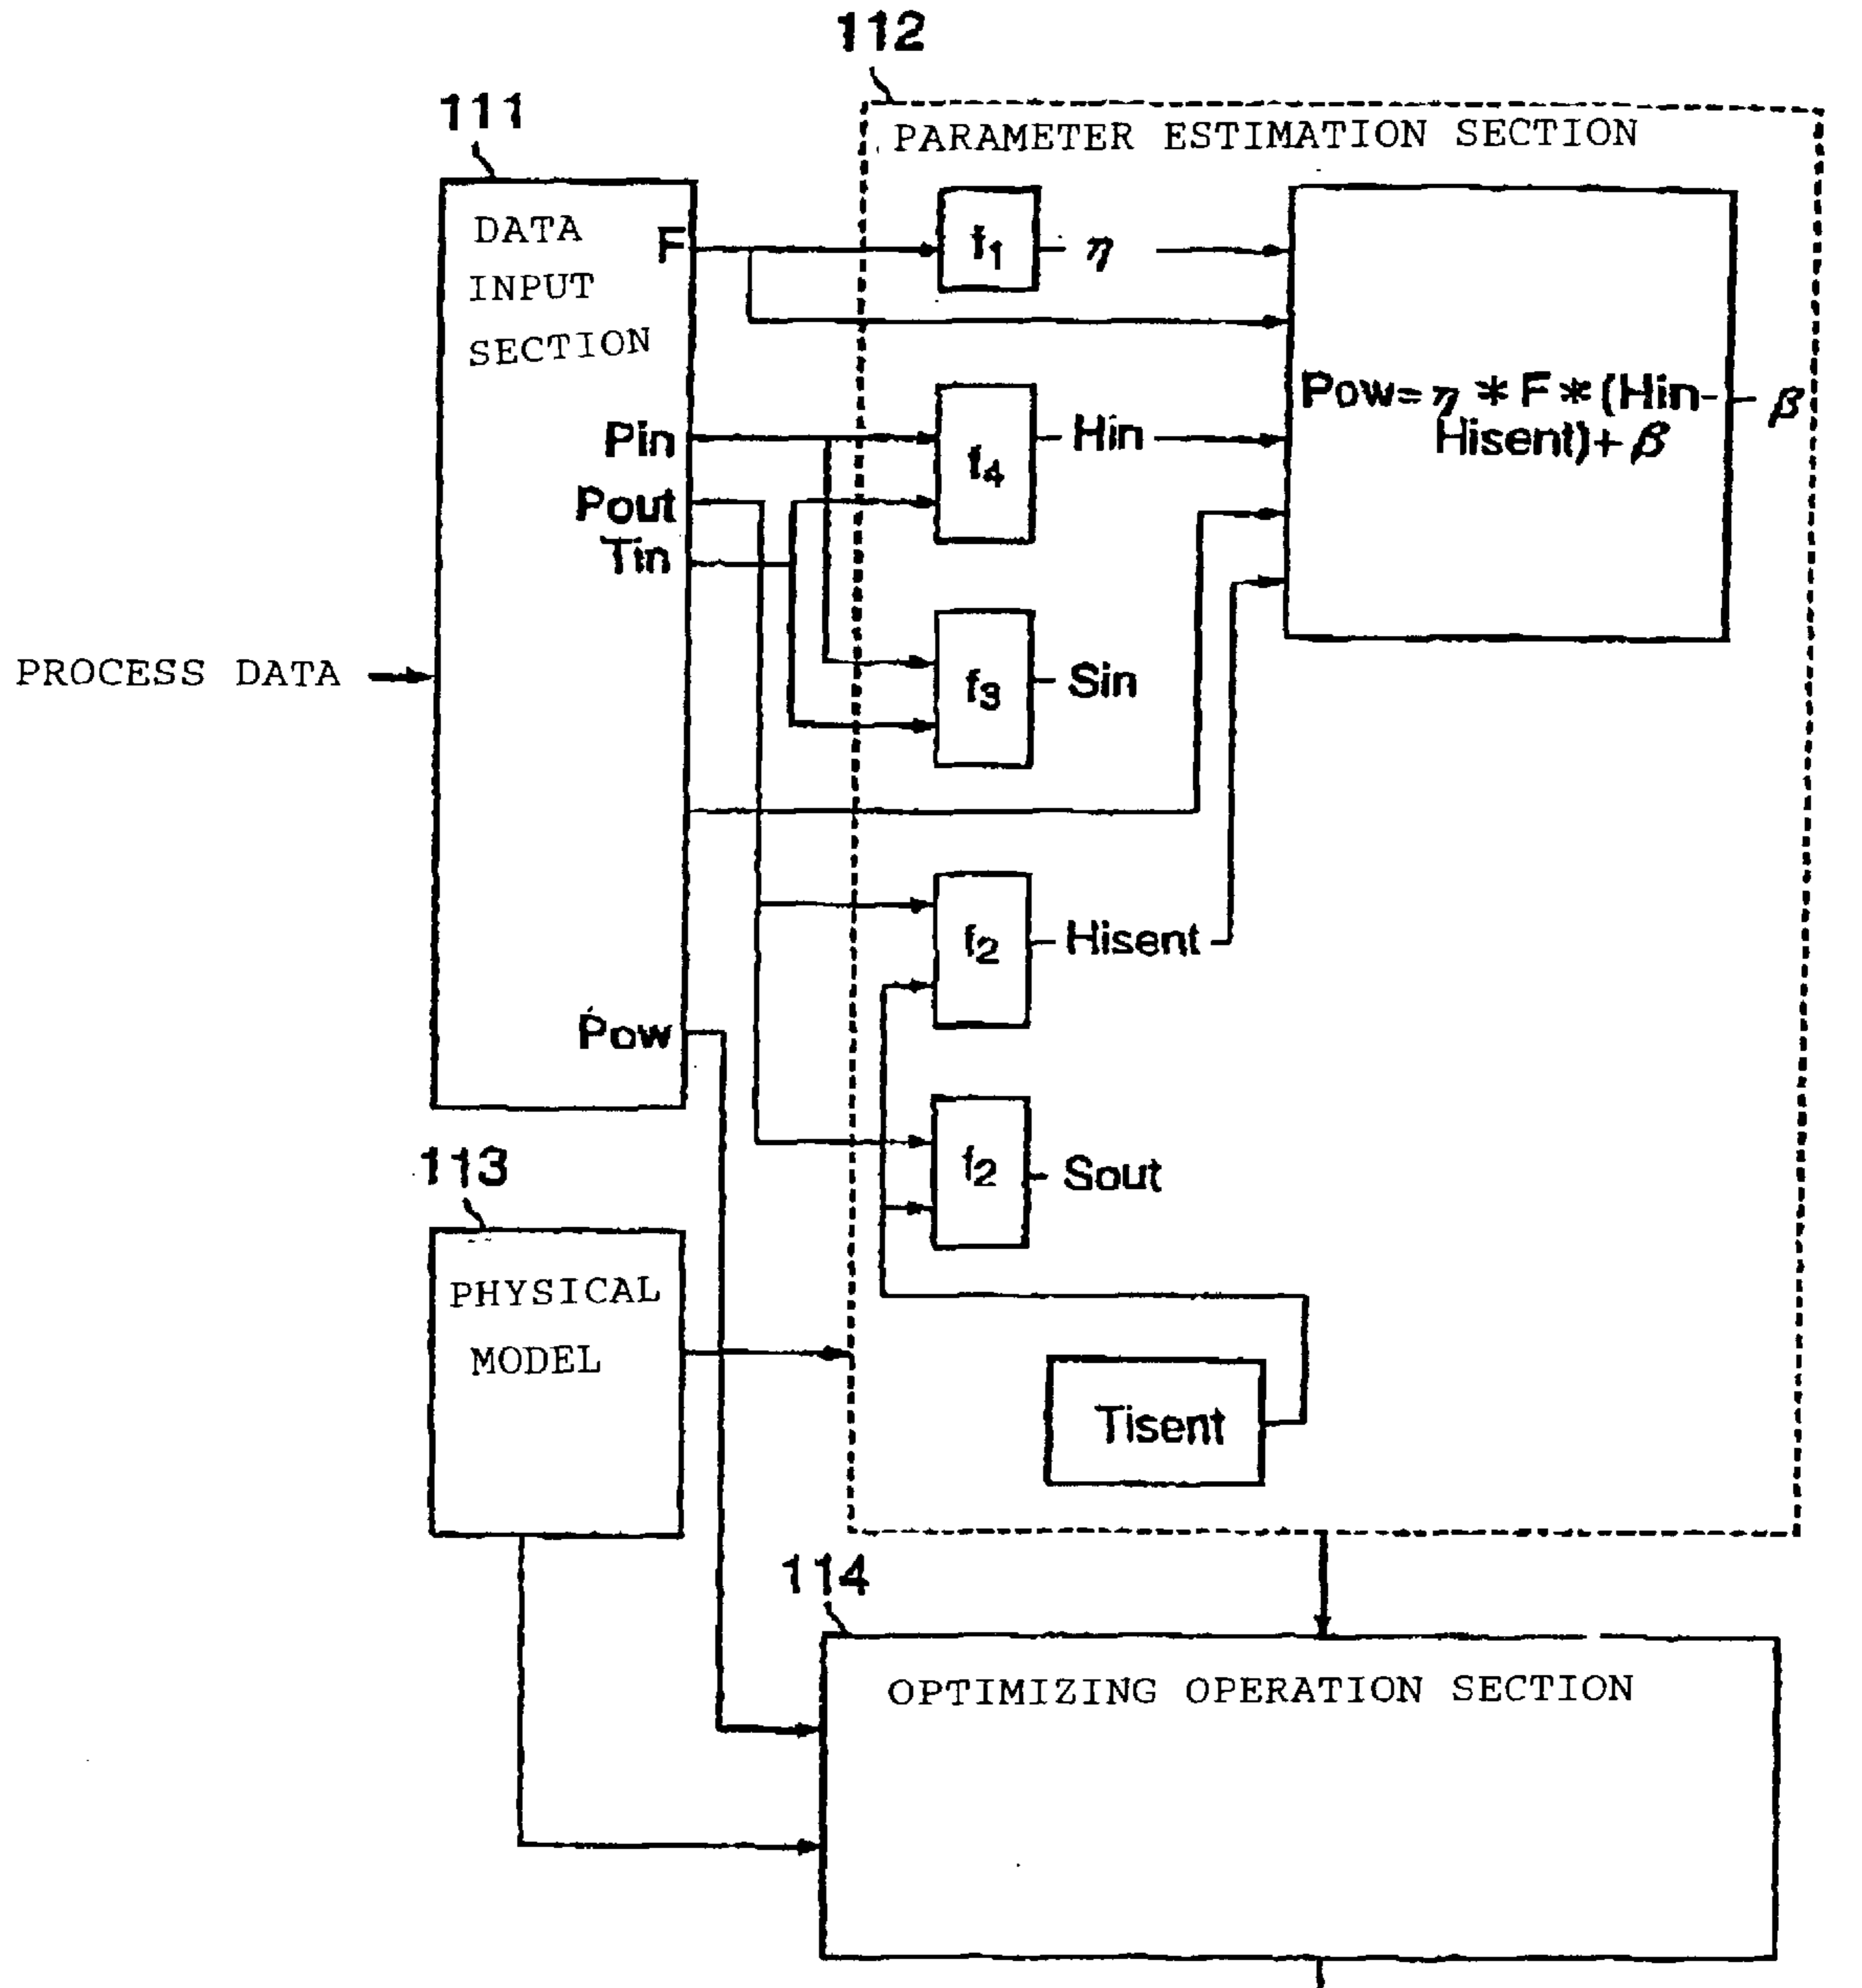 112
111
PARAMETER ESTIMATION SECTION
DATA
INPUT
SECTION
F
f1
η
Pin
Pout
Tin
f4
Hin
Pow=η*F*(Hin-
Hisent)+β
β
PROCESS DATA
f3
Sin
f2
Hisent
Pow
f2
Sout
113
PHYSICAL
MODEL
Tisent
114
OPTIMIZING OPERATION SECTION